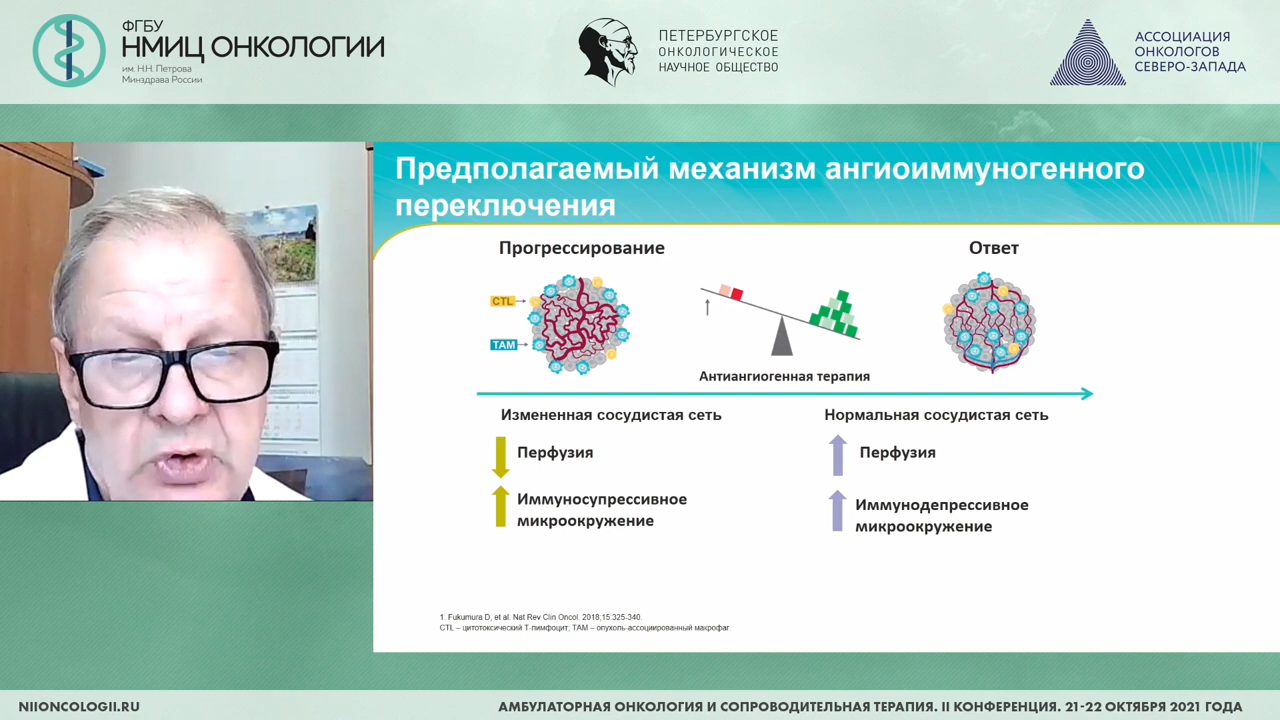 ФГБУ
НМИЦ ОНКОЛОГИИ
им. Н.Н. Петрова
Минздрава России
ПЕТЕРБУРГСКОЕ
ОНКОЛОГИЧЕСКОЕ
НАУЧНОЕ ОБЩЕСТВО
АССОЦИАЦИЯ
ОНКОЛОГОВ
СЕВЕРО-ЗАПАДА
Предполагаемый механизм ангиоиммуногенного
переключения
Прогрессирование
Ответ
CTL
TAM
Антиангиогенная терапия
Измененная сосудистая сеть
Нормальная сосудистая сеть
Перфузия
Перфузия
Иммуносупрессивное
микроокружение
Иммунодепрессивное
микроокружение
1. Fukumura D, et al. Nat Rev Clin Oncol. 2018;15:325-340.
CTL – цитотоксический Т-лимфоцит; TAM – опухоль-ассоциированный макрофаг.
NIIONCOLOGII.RU
АМБУЛАТОРНАЯ ОНКОЛОГИЯ И СОПРОВОДИТЕЛЬНАЯ ТЕРАПИЯ. II КОНФЕРЕНЦИЯ. 21-22 ОКТЯБРЯ 2021 ГОДА